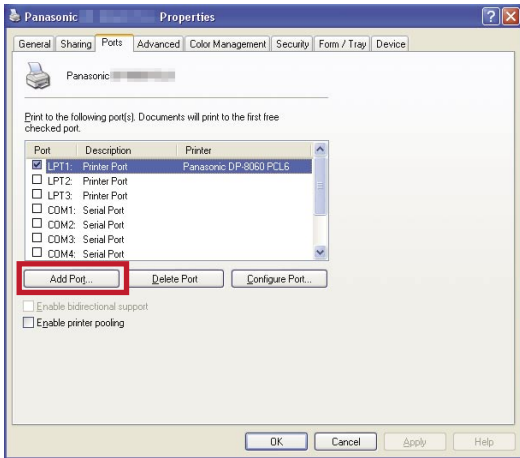 Panasonic Properties
General Sharing Ports Advanced Color Management Security Form / Tray Device
Panasonic
Print to the following port(s). Documents will print to the first free
checked port.
Port Description Printer
LPT1: Printer Port Panasonic DP-8060 PCL6
LPT2: Printer Port
LPT3: Printer Port
COM1: Serial Port
COM2: Serial Port
COM3: Serial Port
COM4: Serial Port
Add Port... Delete Port Configure Port...
Enable bidirectional support
Enable printer pooling
OK Cancel Apply Help